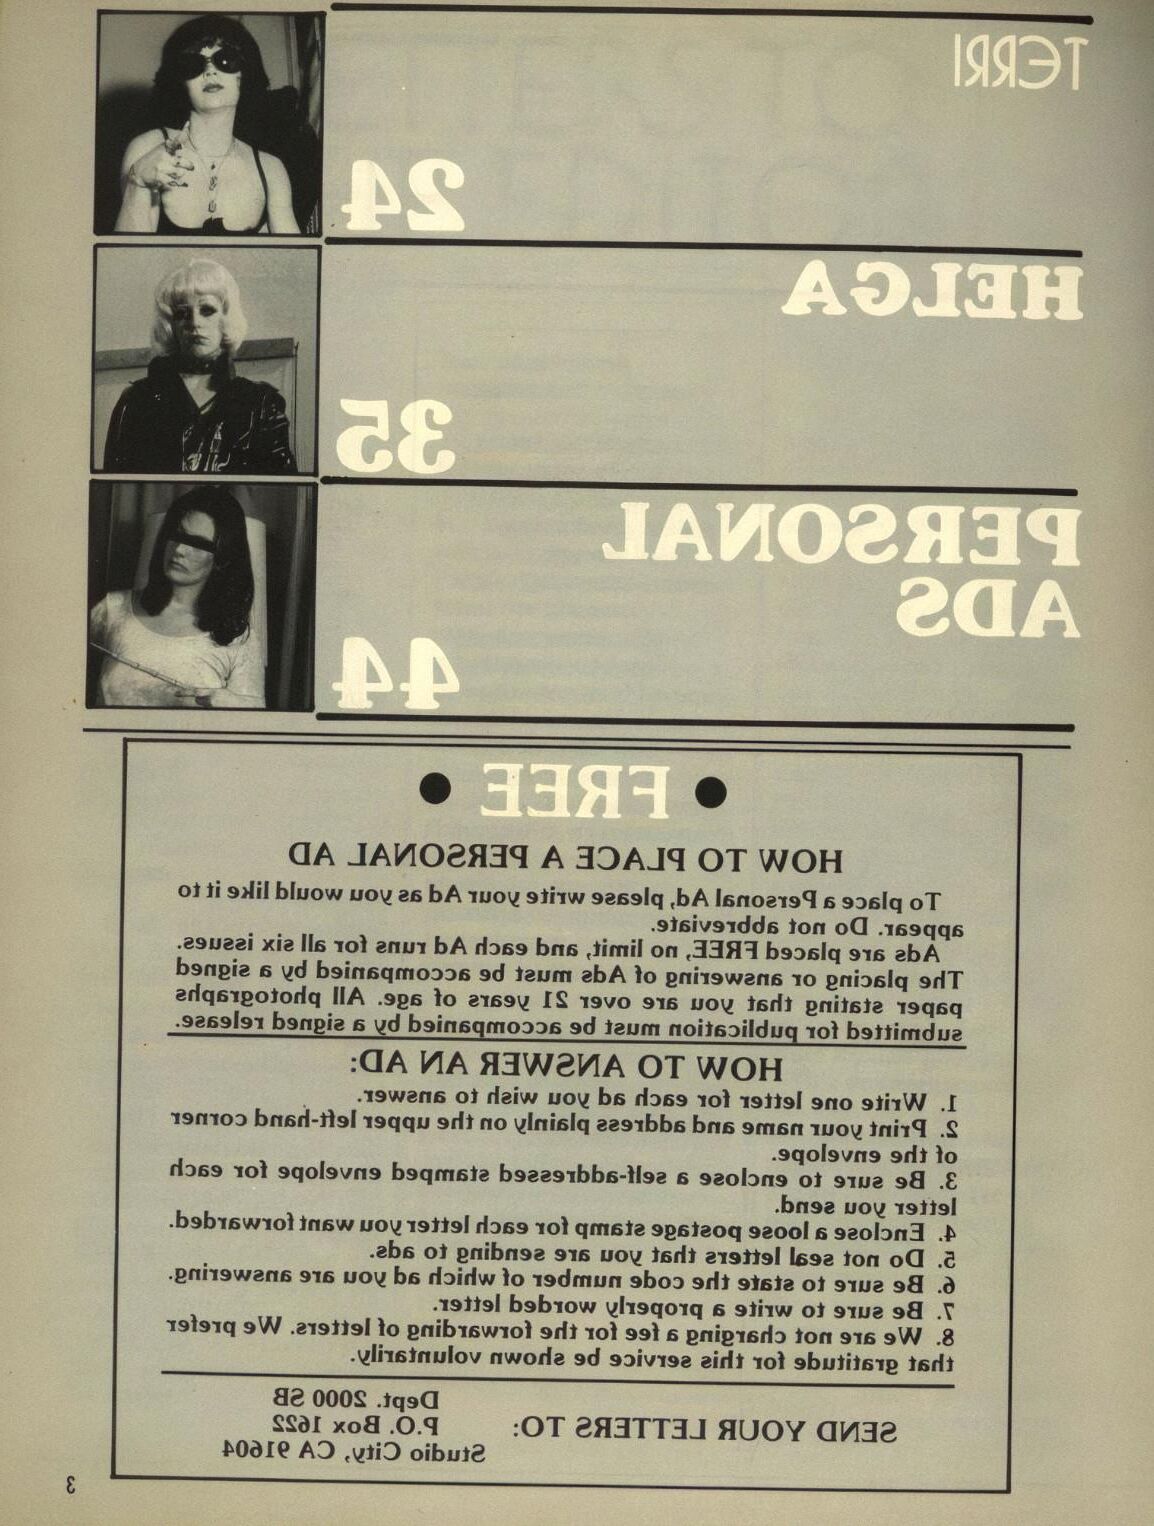 TERRI
24
HELGA
35
PERSONAL
ADS
44
• FREE •
HOW TO PLACE A PERSONAL AD
To place a Personal Ad, please write your Ad as you would like it to
appear. Do not abbreviate.
Ads are placed FREE, no limit, and each Ad runs for all six issues.
The placing or answering of Ads must be accompanied by a signed
paper stating that you are over 21 years of age. All photographs
submitted for publication must be accompanied by a signed release.
HOW TO ANSWER AN AD:
1. Write one letter for each ad you wish to answer.
2. Print your name and address plainly on the upper left-hand corner
of the envelope.
3. Be sure to enclose a self-addressed stamped envelope for each
letter you send.
4. Enclose a loose postage stamp for each letter you want forwarded.
5. Do not seal letters that you are sending to ads.
6. Be sure to state the code number of which ad you are answering.
7. Be sure to write a properly worded letter.
8. We are not charging a fee for the forwarding of letters. We prefer
that gratitude for this service be shown voluntarily.
SEND YOUR LETTERS TO:
Dept. 2000 SB
P.O. Box 1622
Studio City, CA 91604
3